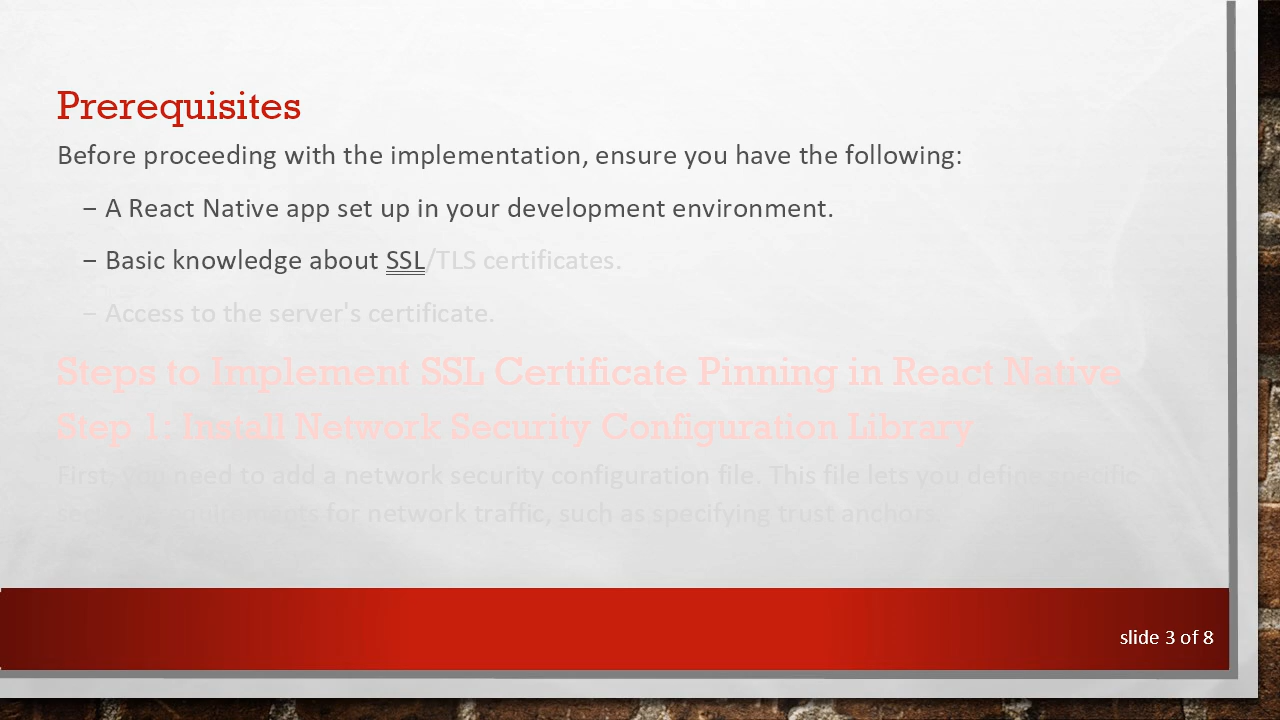 Prerequisites
Before proceeding with the implementation, ensure you have the following:
– A React Native app set up in your development environment.
– Basic knowledge about SSL/TLS certificates.
– Access to the server's certificate.
Steps to Implement SSL Certificate Pinning in React Native
Step 1: Install Network Security Configuration Library
First, you need to add a network security configuration file. This file lets you define specific
security requirements for network traffic, such as specifying trust anchors.
slide 3 of 8